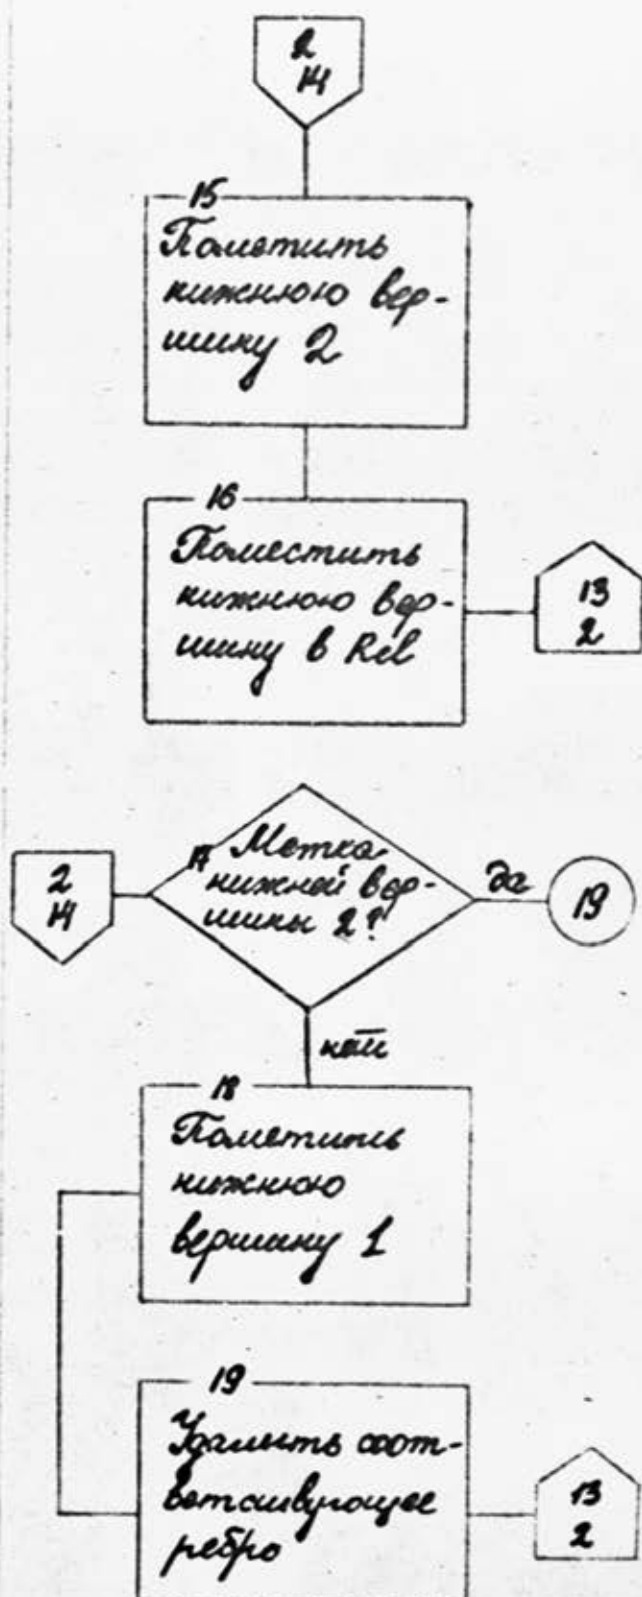 2
14
15
Пометить
нижнюю вер-
шину 2
16
Поместить
нижнюю вер-
шину в Rel
13
2
17 Метка
нижней вер-
шины 2?
2
14
да
19
нет
18
Пометить
нижнюю
вершину 1
19
Удалить соот-
ветствующее
ребро
13
2